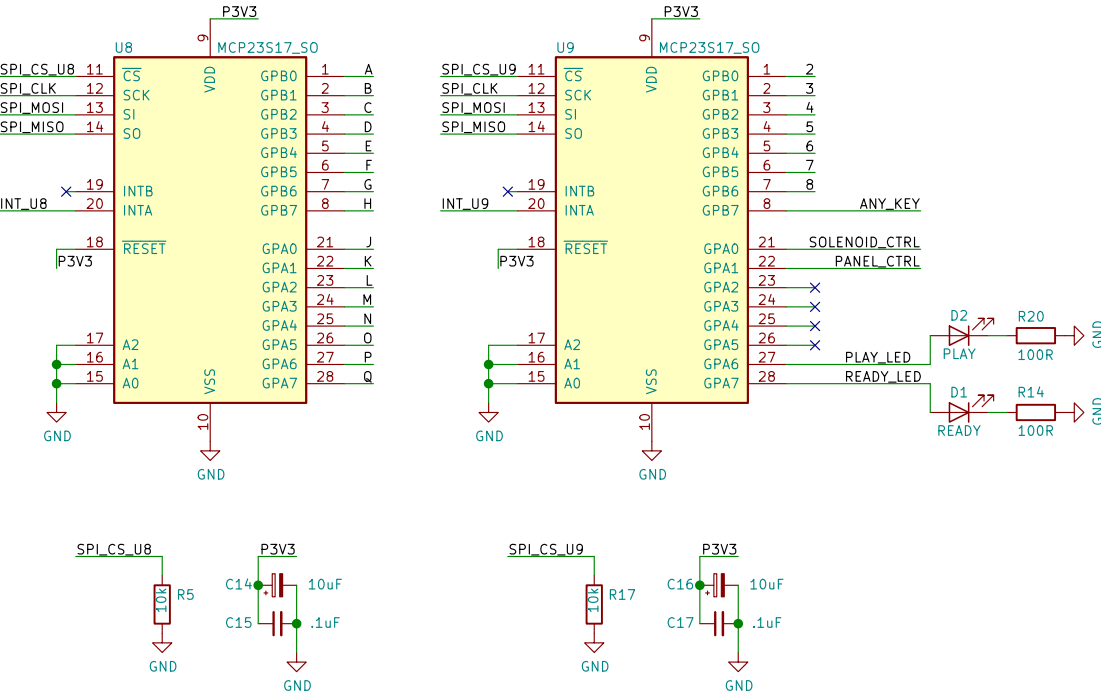 P3V3
P3V3
U8 9 MCP23S17_SO
U9 9 MCP23S17_SO
SPI_CS_U8 11 CS VDD GPB0 1 A
SPI_CLK 12 SCK GPB1 2 B
SPI_MOSI 13 SI GPB2 3 C
SPI_MISO 14 SO GPB3 4 D
GPB4 5 E
GPB5 6 F
19 INTB GPB6 7 G
INT_U8 20 INTA GPB7 8 H
18 RESET GPA0 21 J
P3V3 GPA1 22 K
GPA2 23 L
GPA3 24 M
GPA4 25 N
17 A2 GPA5 26 O
16 A1 GPA6 27 P
15 A0 VSS GPA7 28 Q
10
GND
GND
SPI_CS_U9 11 CS VDD GPB0 1 2
SPI_CLK 12 SCK GPB1 2 3
SPI_MOSI 13 SI GPB2 3 4
SPI_MISO 14 SO GPB3 4 5
GPB4 5 6
GPB5 6 7
19 INTB GPB6 7 8
INT_U9 20 INTA GPB7 8 ANY_KEY
18 RESET GPA0 21 SOLENOID_CTRL
P3V3 GPA1 22 PANEL_CTRL
GPA2 23
GPA3 24
GPA4 25
17 A2 GPA5 26
16 A1 GPA6 27 PLAY_LED
15 A0 VSS GPA7 28 READY_LED
10
GND
GND
D2 R20
PLAY 100R
GND
D1 R14
READY 100R
GND
SPI_CS_U8
10k R5
GND
P3V3
C14 + 10uF
C15 .1uF
GND
SPI_CS_U9
10k R17
GND
P3V3
C16 + 10uF
C17 .1uF
GND